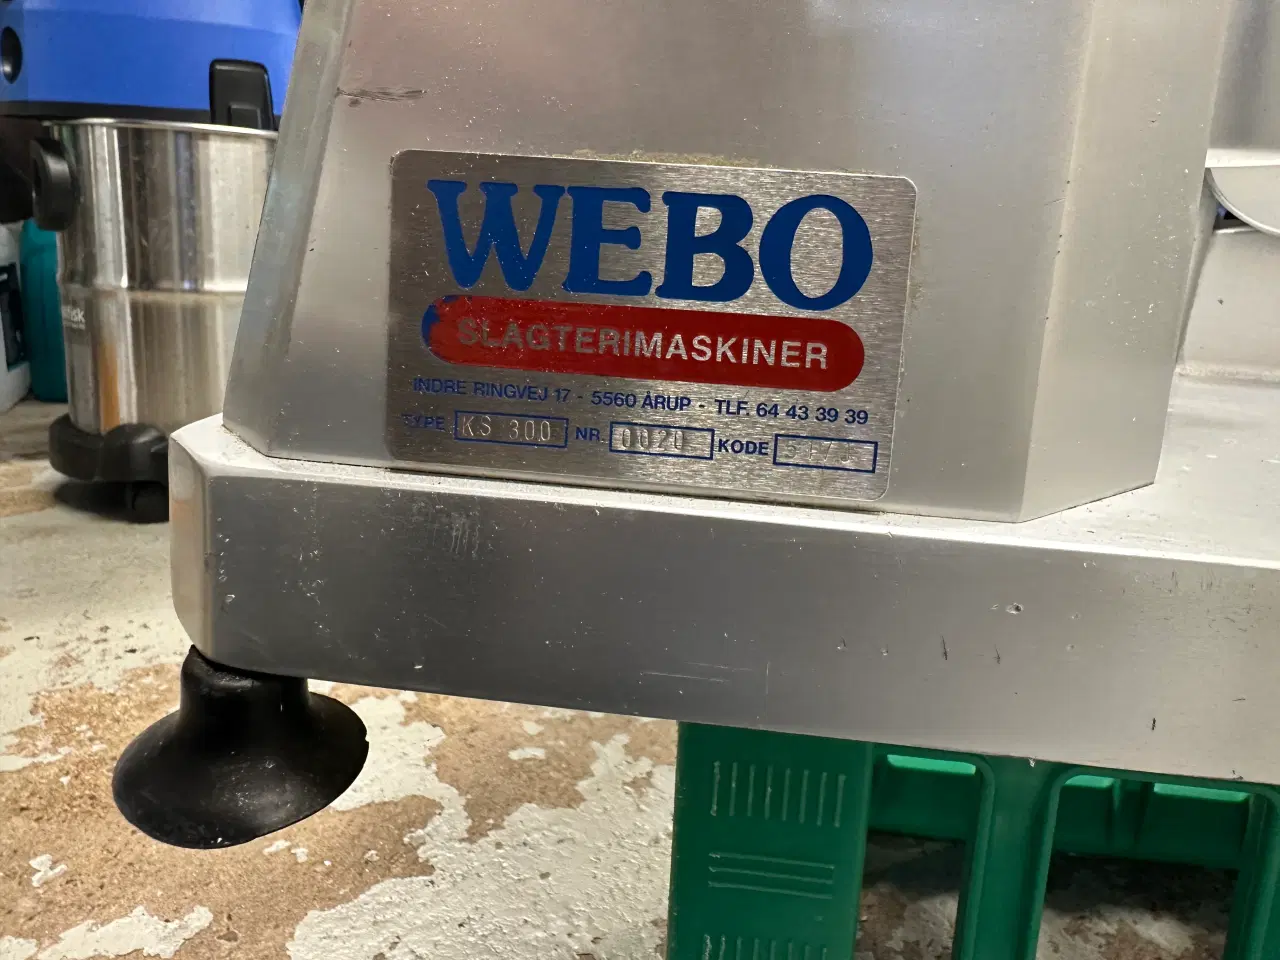 WEBO
SLAGTERIMASKINER
INDRE RINGVEJ 17 - 5560 ÅRUP - TLF. 64 43 39 39
TYPE KS 300 NR. 0020 KODE